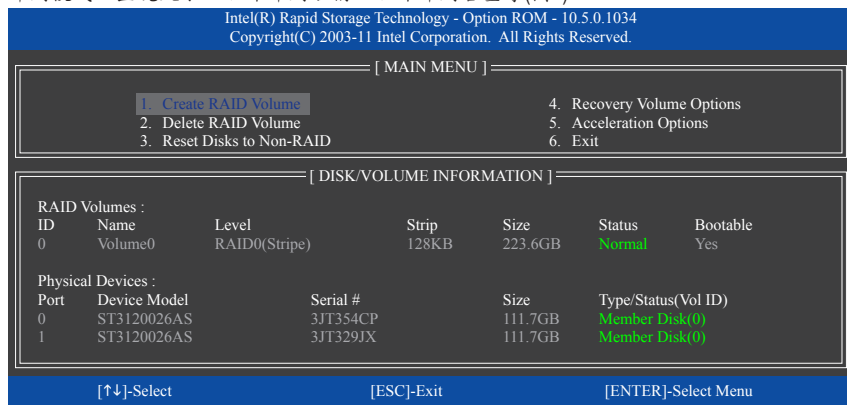 Intel(R) Rapid Storage Technology - Option ROM - 10.5.0.1034
Copyright(C) 2003-11 Intel Corporation. All Rights Reserved.
[ MAIN MENU ]
1. Create RAID Volume
2. Delete RAID Volume
3. Reset Disks to Non-RAID
4. Recovery Volume Options
5. Acceleration Options
6. Exit
[ DISK/VOLUME INFORMATION ]
RAID Volumes :
ID Name Level Strip Size Status Bootable
0 Volume0 RAID0(Stripe) 128KB 223.6GB Normal Yes
Physical Devices :
Port Device Model Serial # Size Type/Status(Vol ID)
0 ST3120026AS 3JT354CP 111.7GB Member Disk(0)
1 ST3120026AS 3JT329JX 111.7GB Member Disk(0)
[↑↓]-Select [ESC]-Exit [ENTER]-Select Menu